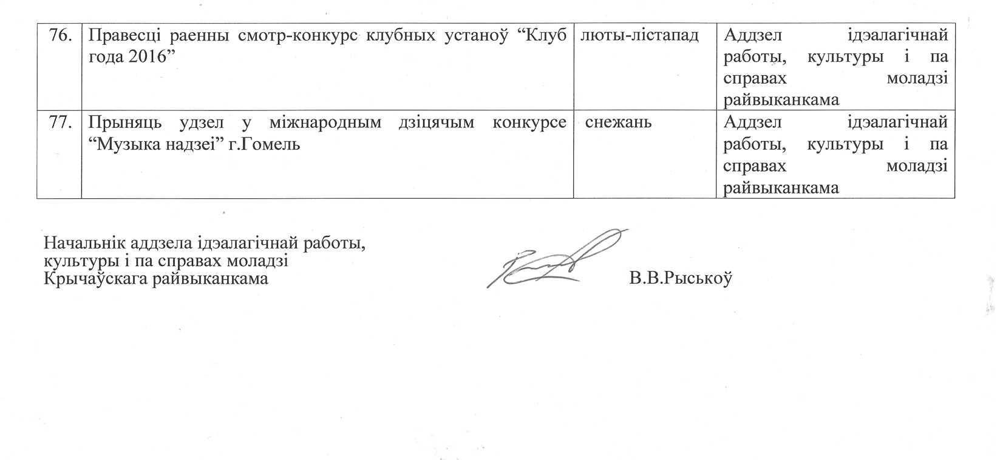 76. Правесці раенны смотр-конкурс клубных устаноў “Клуб года 2016” люты-лістапад Аддзел ідэалагічнай
работы, культуры і па
справах моладзі
райвыканкама
77. Прыняць удзел у міжнародным дзіцячым конкурсе “Музыка надзеі” г.Гомель снежань Аддзел ідэалагічнай
работы, культуры і па
справах моладзі
райвыканкама
Начальнік аддзела ідэалагічнай работы,
культуры і па справах моладзі
Крычаўскага райвыканкама В.В.Рыськоў